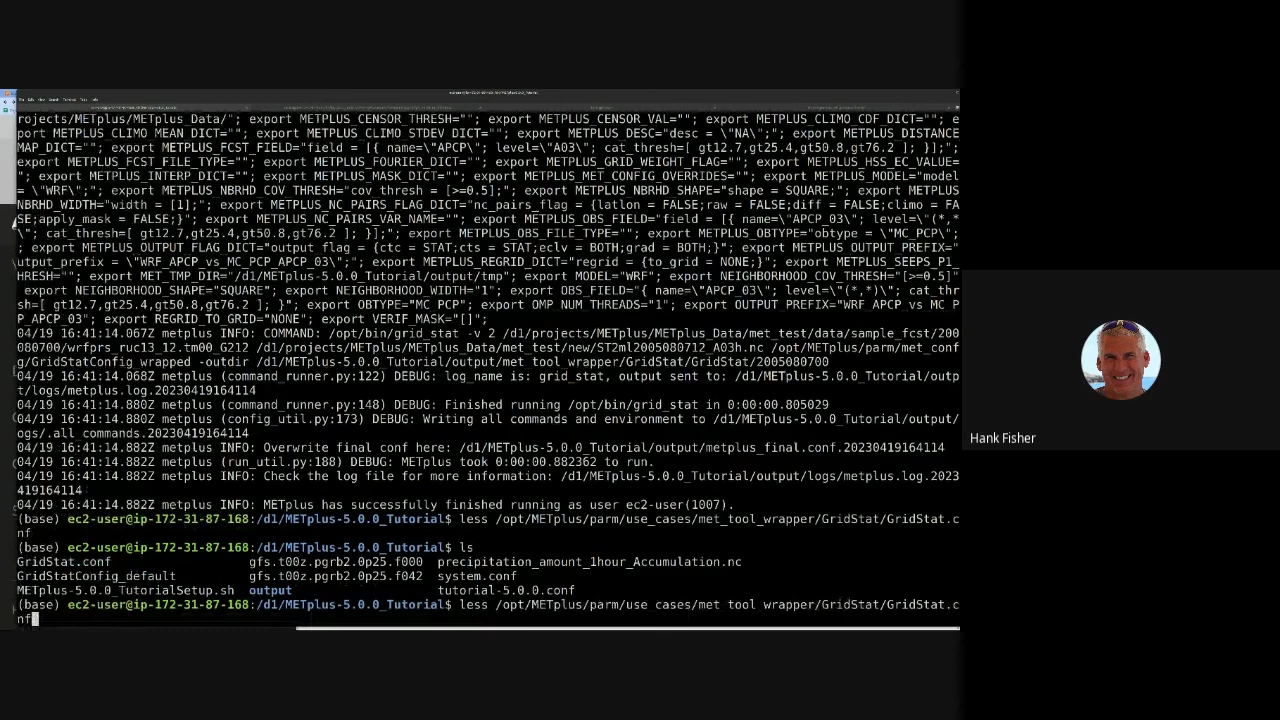 rojects/METplus/METplus_Data/"; export METPLUS_CENSOR_THRESH=""; export METPLUS_CENSOR_VAL=""; export METPLUS_CLIMO_CDF_DICT=""; e
port METPLUS_CLIMO_MEAN_DICT=""; export METPLUS_CLIMO_STDEV_DICT=""; export METPLUS_DESC="desc = \"NA\";"; export METPLUS_DISTANCE
MAP_DICT=""; export METPLUS_FCST_FIELD="field = [{ name=\"APCP\"; level=\"A03\"; cat_thresh=[ gt12.7,gt25.4,gt50.8,gt76.2 ]; }];";
export METPLUS_FCST_FILE_TYPE=""; export METPLUS_FOURIER_DICT=""; export METPLUS_GRID_WEIGHT_FLAG=""; export METPLUS_HSS_EC_VALUE=
"; export METPLUS_INTERP_DICT=""; export METPLUS_MASK_DICT=""; export METPLUS_MET_CONFIG_OVERRIDES=""; export METPLUS_MODEL="model
= \"WRF\";"; export METPLUS_NBRHD_COV_THRESH="cov_thresh = [>=0.5];"; export METPLUS_NBRHD_SHAPE="shape = SQUARE;"; export METPLUS
NBRHD_WIDTH="width = [1];"; export METPLUS_NC_PAIRS_FLAG_DICT="nc_pairs_flag = {latlon = FALSE;raw = FALSE;diff = FALSE;climo = FA
SE;apply_mask = FALSE;}"; export METPLUS_NC_PAIRS_VAR_NAME=""; export METPLUS_OBS_FIELD="field = [{ name=\"APCP_03\"; level=\"(*,*
\"; cat_thresh=[ gt12.7,gt25.4,gt50.8,gt76.2 ]; }];"; export METPLUS_OBS_FILE_TYPE=""; export METPLUS_OBTYPE="obtype = \"MC_PCP\";
; export METPLUS_OUTPUT_FLAG_DICT="output_flag = {ctc = STAT;cts = STAT;eclv = BOTH;grad = BOTH;}"; export METPLUS_OUTPUT_PREFIX="
utput_prefix = \"WRF_APCP_vs_MC_PCP_APCP_03\";"; export METPLUS_REGRID_DICT="regrid = {to_grid = NONE;}"; export METPLUS_SEEPS_P1_
HRESH=""; export MET_TMP_DIR="/d1/METplus-5.0.0_Tutorial/output/tmp"; export MODEL="WRF"; export NEIGHBORHOOD_COV_THRESH="[>=0.5]"
export NEIGHBORHOOD_SHAPE="SQUARE"; export NEIGHBORHOOD_WIDTH="1"; export OBS_FIELD="{ name=\"APCP_03\"; level=\"(*,*)\"; cat_thr
sh=[ gt12.7,gt25.4,gt50.8,gt76.2 ]; }"; export OBTYPE="MC_PCP"; export OMP_NUM_THREADS="1"; export OUTPUT_PREFIX="WRF_APCP_vs_MC_P
P_APCP_03"; export REGRID_TO_GRID="NONE"; export VERIF_MASK="[]";
04/19 16:41:14.067Z metplus INFO: COMMAND: /opt/bin/grid_stat -v 2 /d1/projects/METplus/METplus_Data/met_test/data/sample_fcst/200
080700/wrfprs_ruc13_12.tm00_G212 /d1/projects/METplus/METplus_Data/met_test/new/ST2ml2005080712_A03h.nc /opt/METplus/parm/met_conf
g/GridStatConfig_wrapped -outdir /d1/METplus-5.0.0_Tutorial/output/met_tool_wrapper/GridStat/GridStat/2005080700
04/19 16:41:14.068Z metplus (command_runner.py:122) DEBUG: log_name is: grid_stat, output sent to: /d1/METplus-5.0.0_Tutorial/outp
t/logs/metplus.log.20230419164114
04/19 16:41:14.880Z metplus (command_runner.py:148) DEBUG: Finished running /opt/bin/grid_stat in 0:00:00.805029
04/19 16:41:14.880Z metplus (config_util.py:173) DEBUG: Writing all commands and environment to /d1/METplus-5.0.0_Tutorial/output/
ogs/.all_commands.20230419164114
04/19 16:41:14.882Z metplus INFO: Overwrite final conf here: /d1/METplus-5.0.0_Tutorial/output/metplus_final.conf.20230419164114
04/19 16:41:14.882Z metplus (run_util.py:188) DEBUG: METplus took 0:00:00.882362 to run.
04/19 16:41:14.882Z metplus INFO: Check the log file for more information: /d1/METplus-5.0.0_Tutorial/output/logs/metplus.log.2023
419164114
04/19 16:41:14.882Z metplus INFO: METplus has successfully finished running as user ec2-user(1007).
(base) ec2-user@ip-172-31-87-168:/d1/METplus-5.0.0_Tutorial$ less /opt/METplus/parm/use_cases/met_tool_wrapper/GridStat/GridStat.c
nf
(base) ec2-user@ip-172-31-87-168:/d1/METplus-5.0.0_Tutorial$ ls
GridStat.conf gfs.t00z.pgrb2.0p25.f000 precipitation_amount_1hour_Accumulation.nc
GridStatConfig_default gfs.t00z.pgrb2.0p25.f042 system.conf
METplus-5.0.0_TutorialSetup.sh output tutorial-5.0.0.conf
(base) ec2-user@ip-172-31-87-168:/d1/METplus-5.0.0_Tutorial$ less /opt/METplus/parm/use_cases/met_tool_wrapper/GridStat/GridStat.c
nf
Hank Fisher